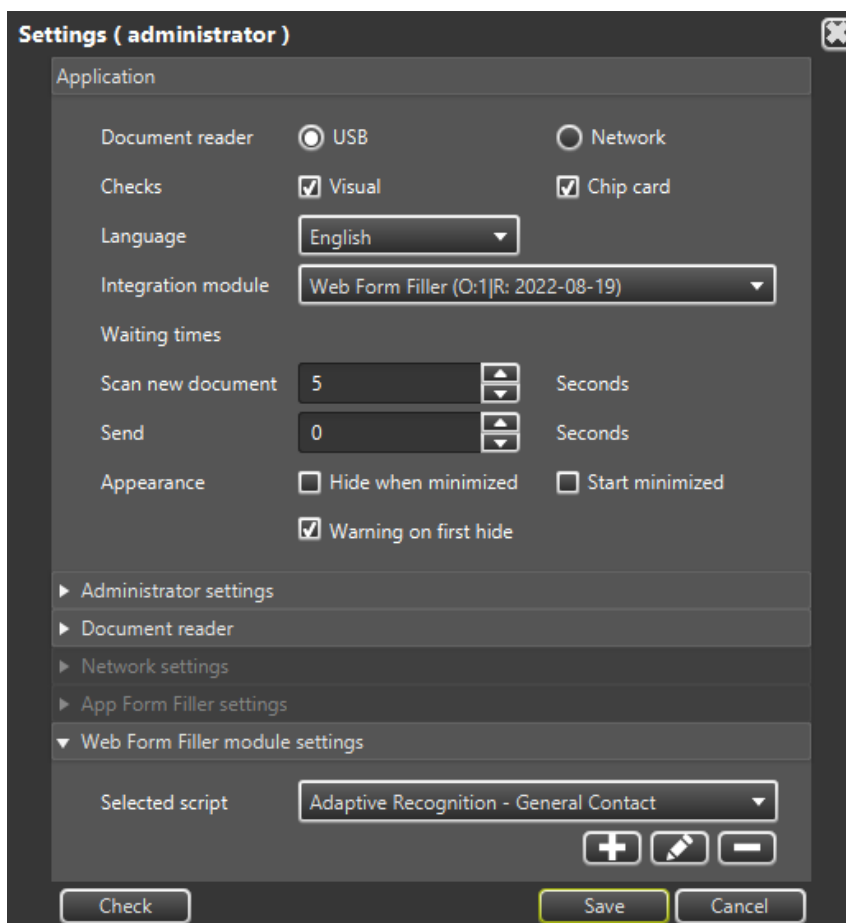 Settings ( administrator )
Application
Document reader USB Network
Checks Visual Chip card
Language English
Integration module Web Form Filler (O:1|R: 2022-08-19)
Waiting times
Scan new document 5 Seconds
Send 0 Seconds
Appearance Hide when minimized Start minimized
Warning on first hide
Administrator settings
Document reader
Network settings
App Form Filler settings
Web Form Filler module settings
Selected script Adaptive Recognition - General Contact
Check Save Cancel